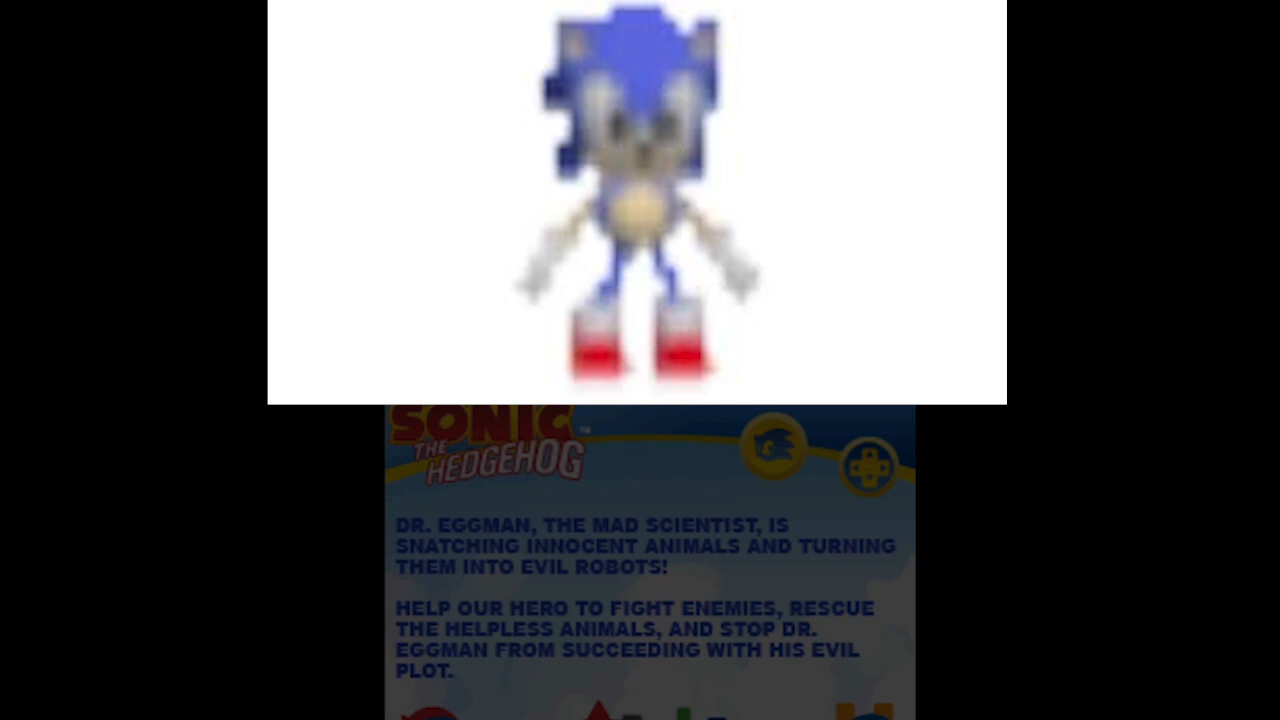 SONIC
THE
HEDGEHOG
™
DR. EGGMAN, THE MAD SCIENTIST, IS
SNATCHING INNOCENT ANIMALS AND TURNING
THEM INTO EVIL ROBOTS!
HELP OUR HERO TO FIGHT ENEMIES, RESCUE
THE HELPLESS ANIMALS, AND STOP DR.
EGGMAN FROM SUCCEEDING WITH HIS EVIL
PLOT.